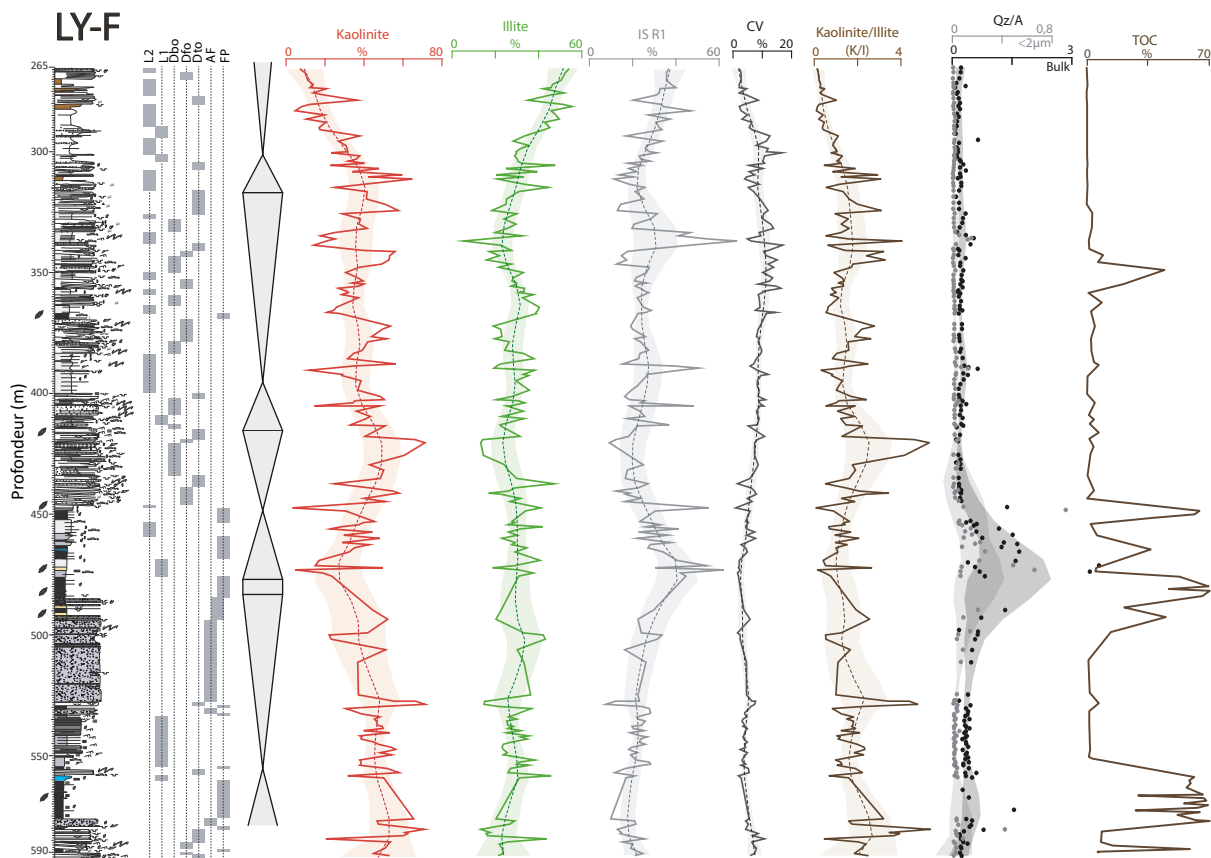 LY-F
L2 L1 Dbo Dfo Dto AF FP
Kaolinite
%
0 80
Illite
%
0 60
IS R1
%
0 60
CV
%
0 20
Kaolinite/Illite
(K/I)
0 4
Qz/A
0 0,8
<2µm
0 3
Bulk
TOC
%
0 70
Profondeur (m)
265
300
350
400
450
500
550
590